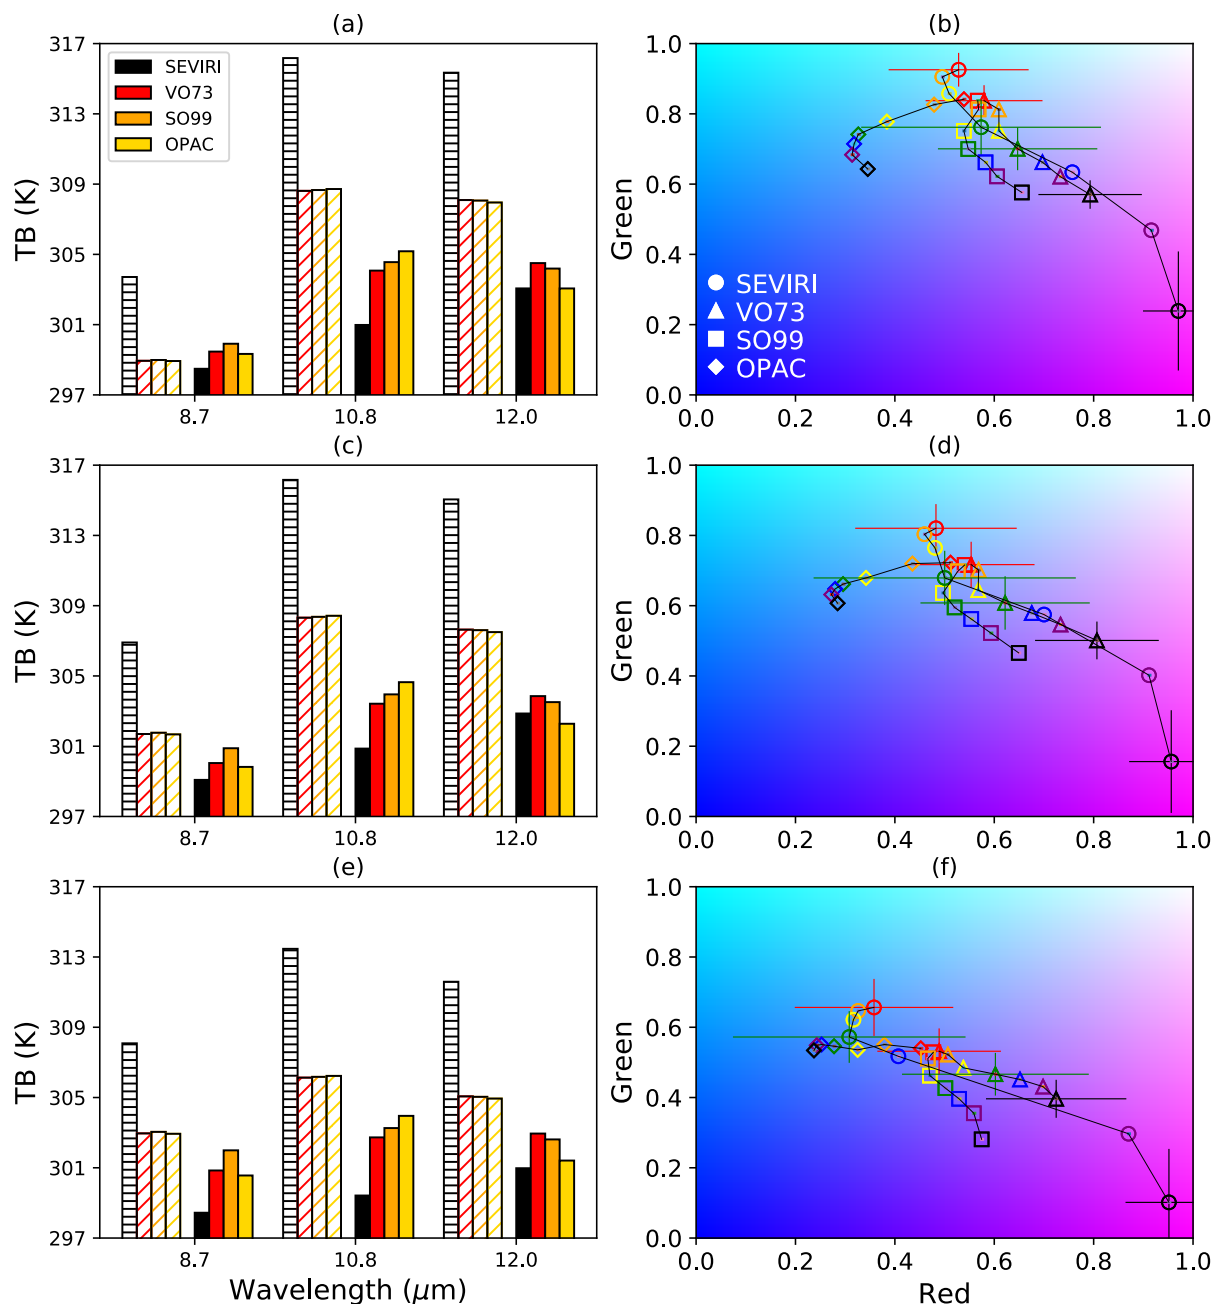 (a)
TB (K)
317
313
309
305
301
297
8.7
10.8
12.0
SEVIRI
VO73
SO99
OPAC
(b)
Green
1.0
0.8
0.6
0.4
0.2
0.0
0.0
0.2
0.4
0.6
0.8
1.0
SEVIRI
VO73
SO99
OPAC
(c)
TB (K)
317
313
309
305
301
297
8.7
10.8
12.0
(d)
Green
1.0
0.8
0.6
0.4
0.2
0.0
0.0
0.2
0.4
0.6
0.8
1.0
(e)
TB (K)
317
313
309
305
301
297
8.7
10.8
12.0
Wavelength (μm)
(f)
Green
1.0
0.8
0.6
0.4
0.2
0.0
0.0
0.2
0.4
0.6
0.8
1.0
Red